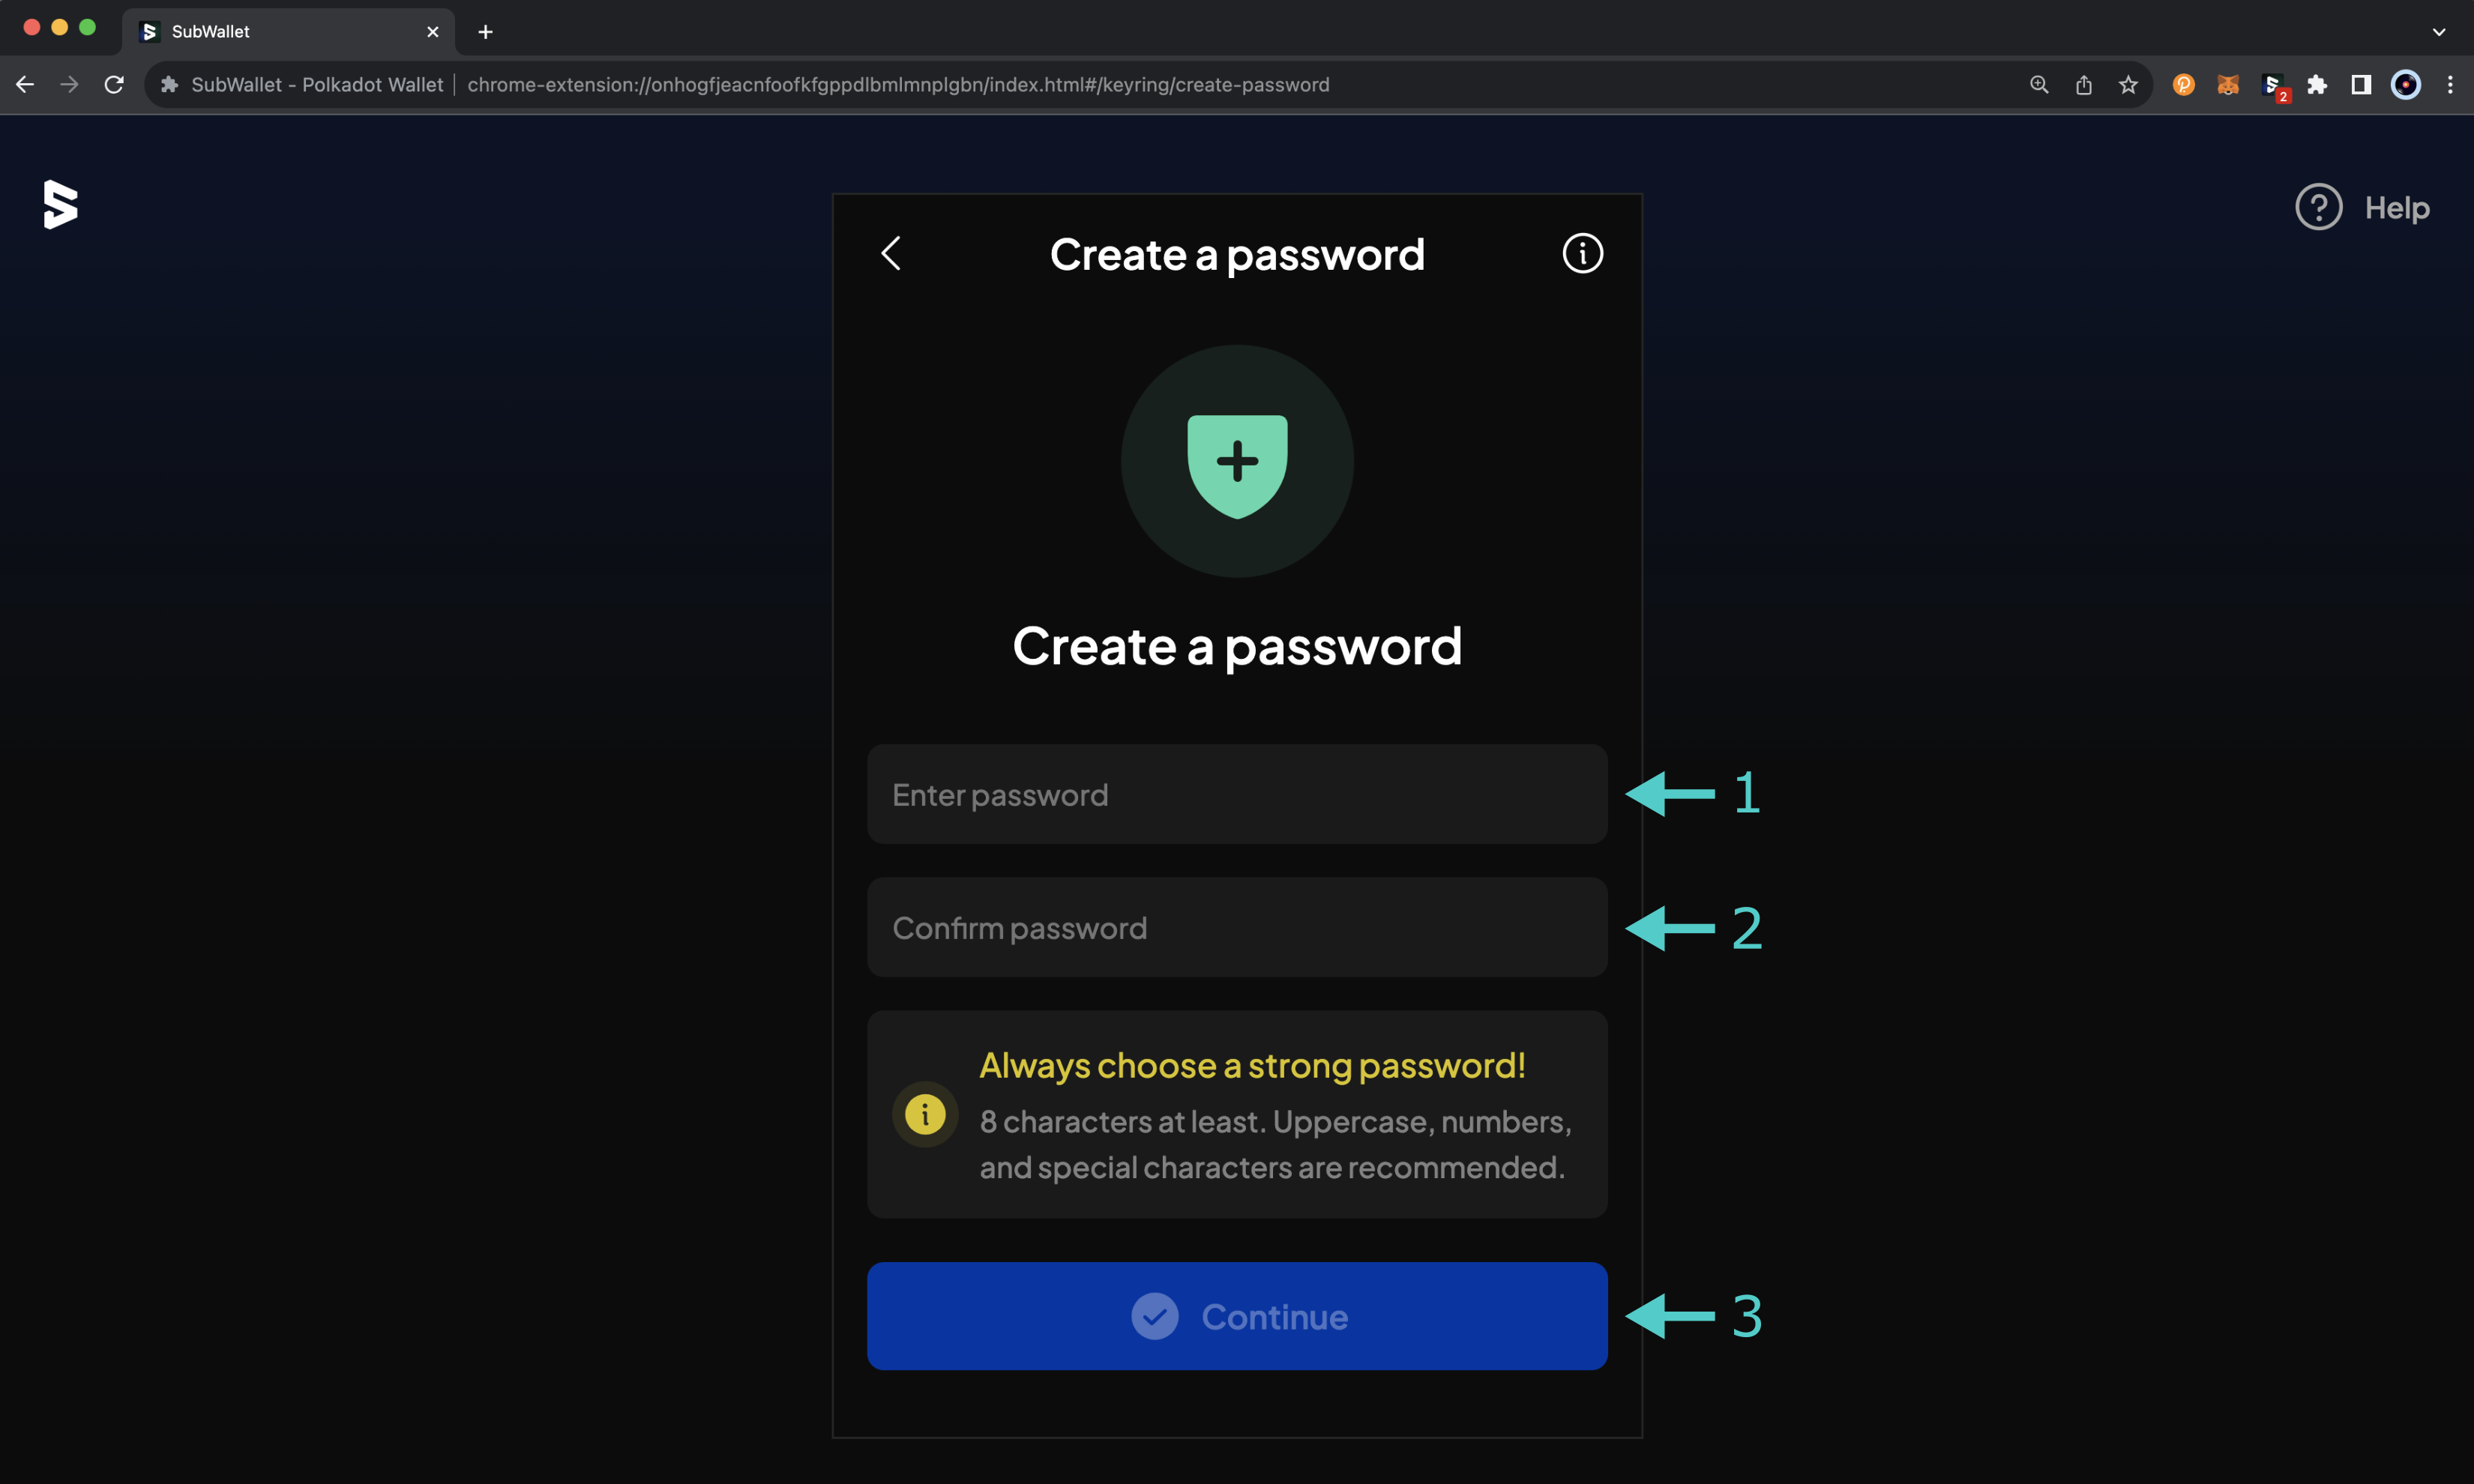 SubWallet
SubWallet - Polkadot Wallet chrome-extension://onhogfjeacnfoofkfgppdlbmlmnplgbn/index.html#/keyring/create-password
2
Help
Create a password
Create a password
Enter password
1
Confirm password
2
Always choose a strong password!
8 characters at least. Uppercase, numbers,
and special characters are recommended.
Continue
3